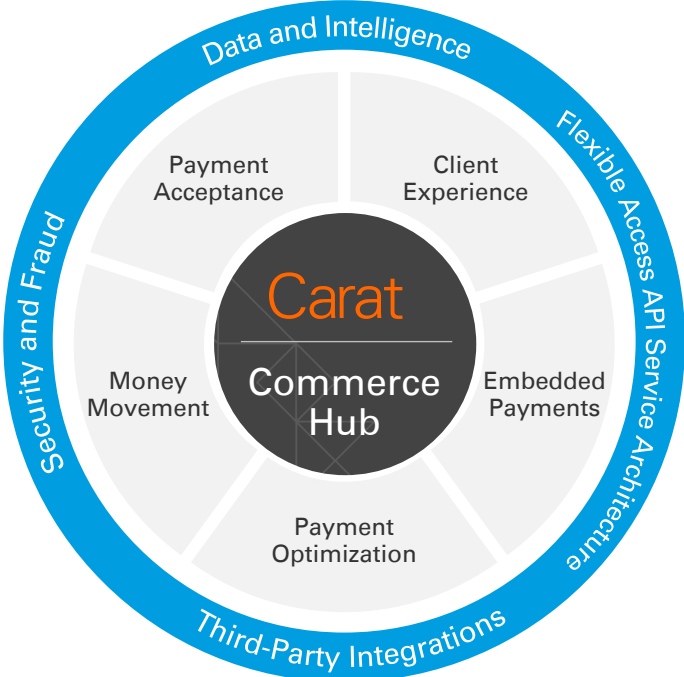 Data and Intelligence
Flexible Access API Service Architecture
Third-Party Integrations
Security and Fraud
Payment
Acceptance
Client
Experience
Embedded
Payments
Payment
Optimization
Money
Movement
Carat
Commerce
Hub